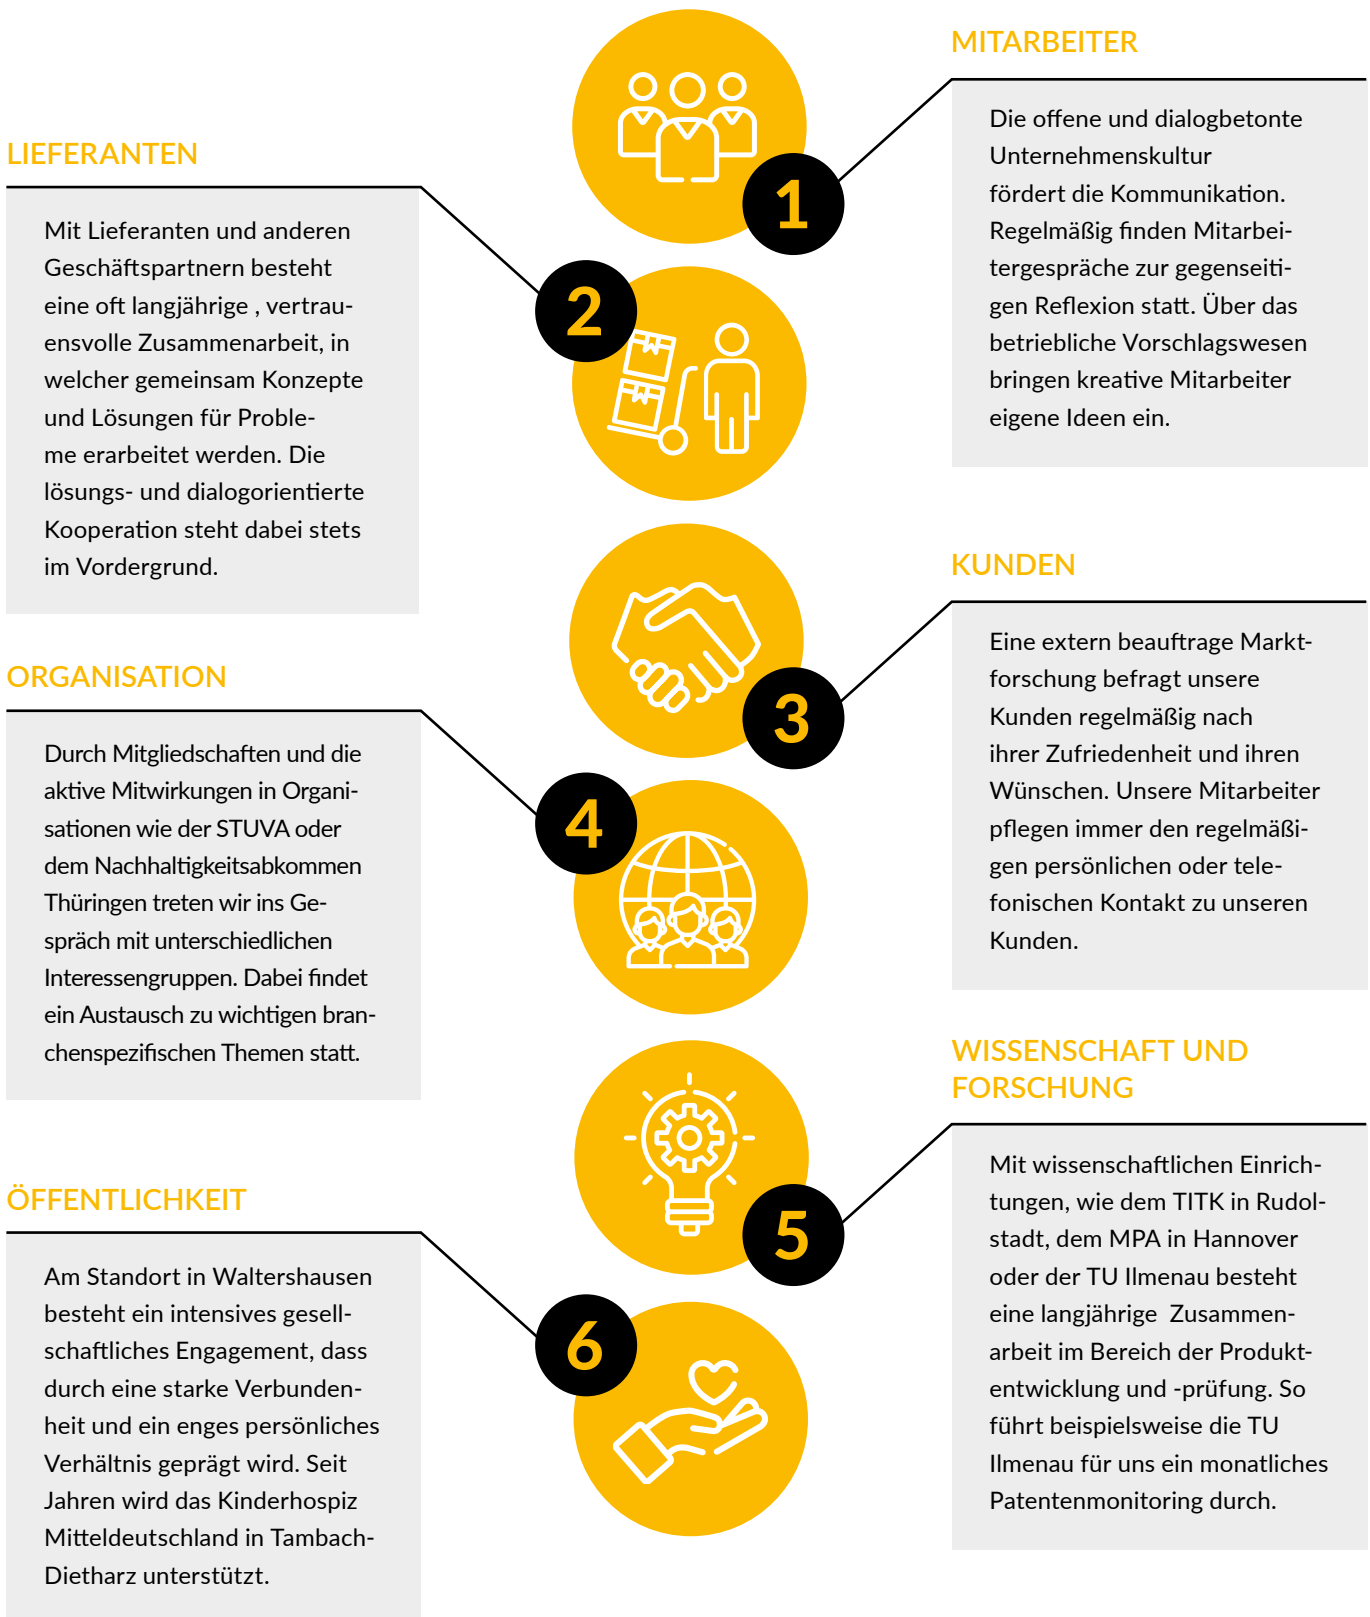 MITARBEITER
1
Die offene und dialogbetonte
Unternehmenskultur
fördert die Kommunikation.
Regelmäßig finden Mitarbei-
tergespräche zur gegenseiti-
gen Reflexion statt. Über das
betriebliche Vorschlagswesen
bringen kreative Mitarbeiter
eigene Ideen ein.
LIEFERANTEN
2
Mit Lieferanten und anderen
Geschäftspartnern besteht
eine oft langjährige , vertrau-
ensvolle Zusammenarbeit, in
welcher gemeinsam Konzepte
und Lösungen für Proble-
me erarbeitet werden. Die
lösungs- und dialogorientierte
Kooperation steht dabei stets
im Vordergrund.
KUNDEN
3
Eine extern beauftrage Markt-
forschung befragt unsere
Kunden regelmäßig nach
ihrer Zufriedenheit und ihren
Wünschen. Unsere Mitarbeiter
pflegen immer den regelmäßi-
gen persönlichen oder tele-
fonischen Kontakt zu unseren
Kunden.
ORGANISATION
4
Durch Mitgliedschaften und die
aktive Mitwirkungen in Organi-
sationen wie der STUVA oder
dem Nachhaltigkeitsabkommen
Thüringen treten wir ins Ge-
spräch mit unterschiedlichen
Interessengruppen. Dabei findet
ein Austausch zu wichtigen bran-
chenspezifischen Themen statt.
WISSENSCHAFT UND
FORSCHUNG
5
Mit wissenschaftlichen Einrich-
tungen, wie dem TITK in Rudol-
stadt, dem MPA in Hannover
oder der TU Ilmenau besteht
eine langjährige  Zusammen-
arbeit im Bereich der Produkt-
entwicklung und -prüfung. So
führt beispielsweise die TU
Ilmenau für uns ein monatliches
Patentenmonitoring durch.
ÖFFENTLICHKEIT
6
Am Standort in Waltershausen
besteht ein intensives gesell-
schaftliches Engagement, dass
durch eine starke Verbunden-
heit und ein enges persönliches
Verhältnis geprägt wird. Seit
Jahren wird das Kinderhospiz
Mitteldeutschland in Tambach-
Dietharz unterstützt.